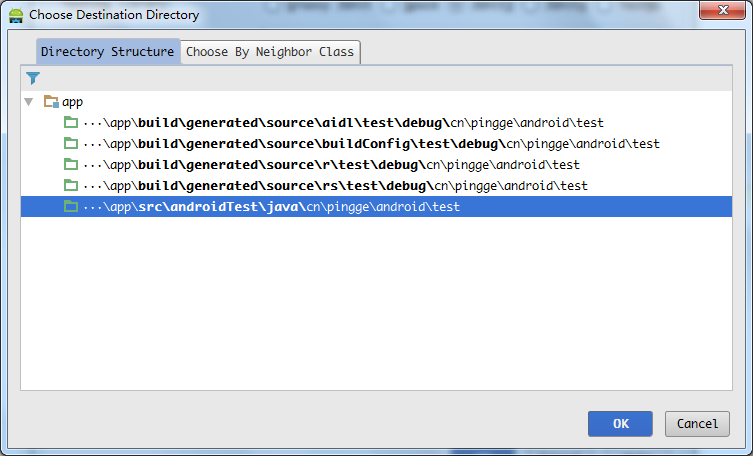 Choose Destination Directory
Directory Structure Choose By Neighbor Class
app
...\app\build\generated\source\aidl\test\debug\cn\pingge\android\test
...\app\build\generated\source\buildConfig\test\debug\cn\pingge\android\test
...\app\build\generated\source\r\test\debug\cn\pingge\android\test
...\app\build\generated\source\rs\test\debug\cn\pingge\android\test
...\app\src\androidTest\java\cn\pingge\android\test
OK Cancel